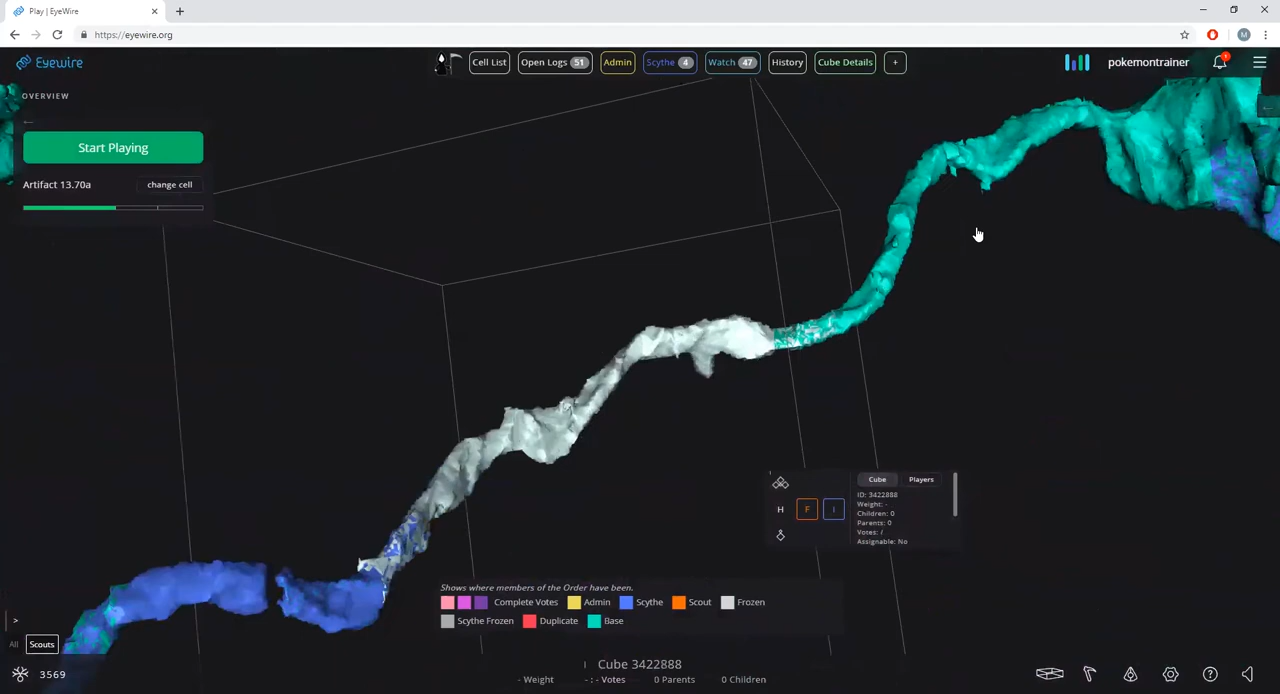 Play | EyeWire
https://eyewire.org
M
Eyewire
Cell List
Open Logs 51
Admin
Scythe 4
Watch 47
History
Cube Details
+
pokemontrainer
1
OVERVIEW
Start Playing
Artifact 13.70a
change cell
Cube
Players
H
F
I
ID: 3422888
Weight: -
Children: 0
Parents: 0
Votes: /
Assignable: No
Shows where members of the Order have been.
Complete Votes
Admin
Scythe
Scout
Frozen
Scythe Frozen
Duplicate
Base
>
All
Scouts
3569
Cube 3422888
- Weight
- : - Votes
0 Parents
0 Children